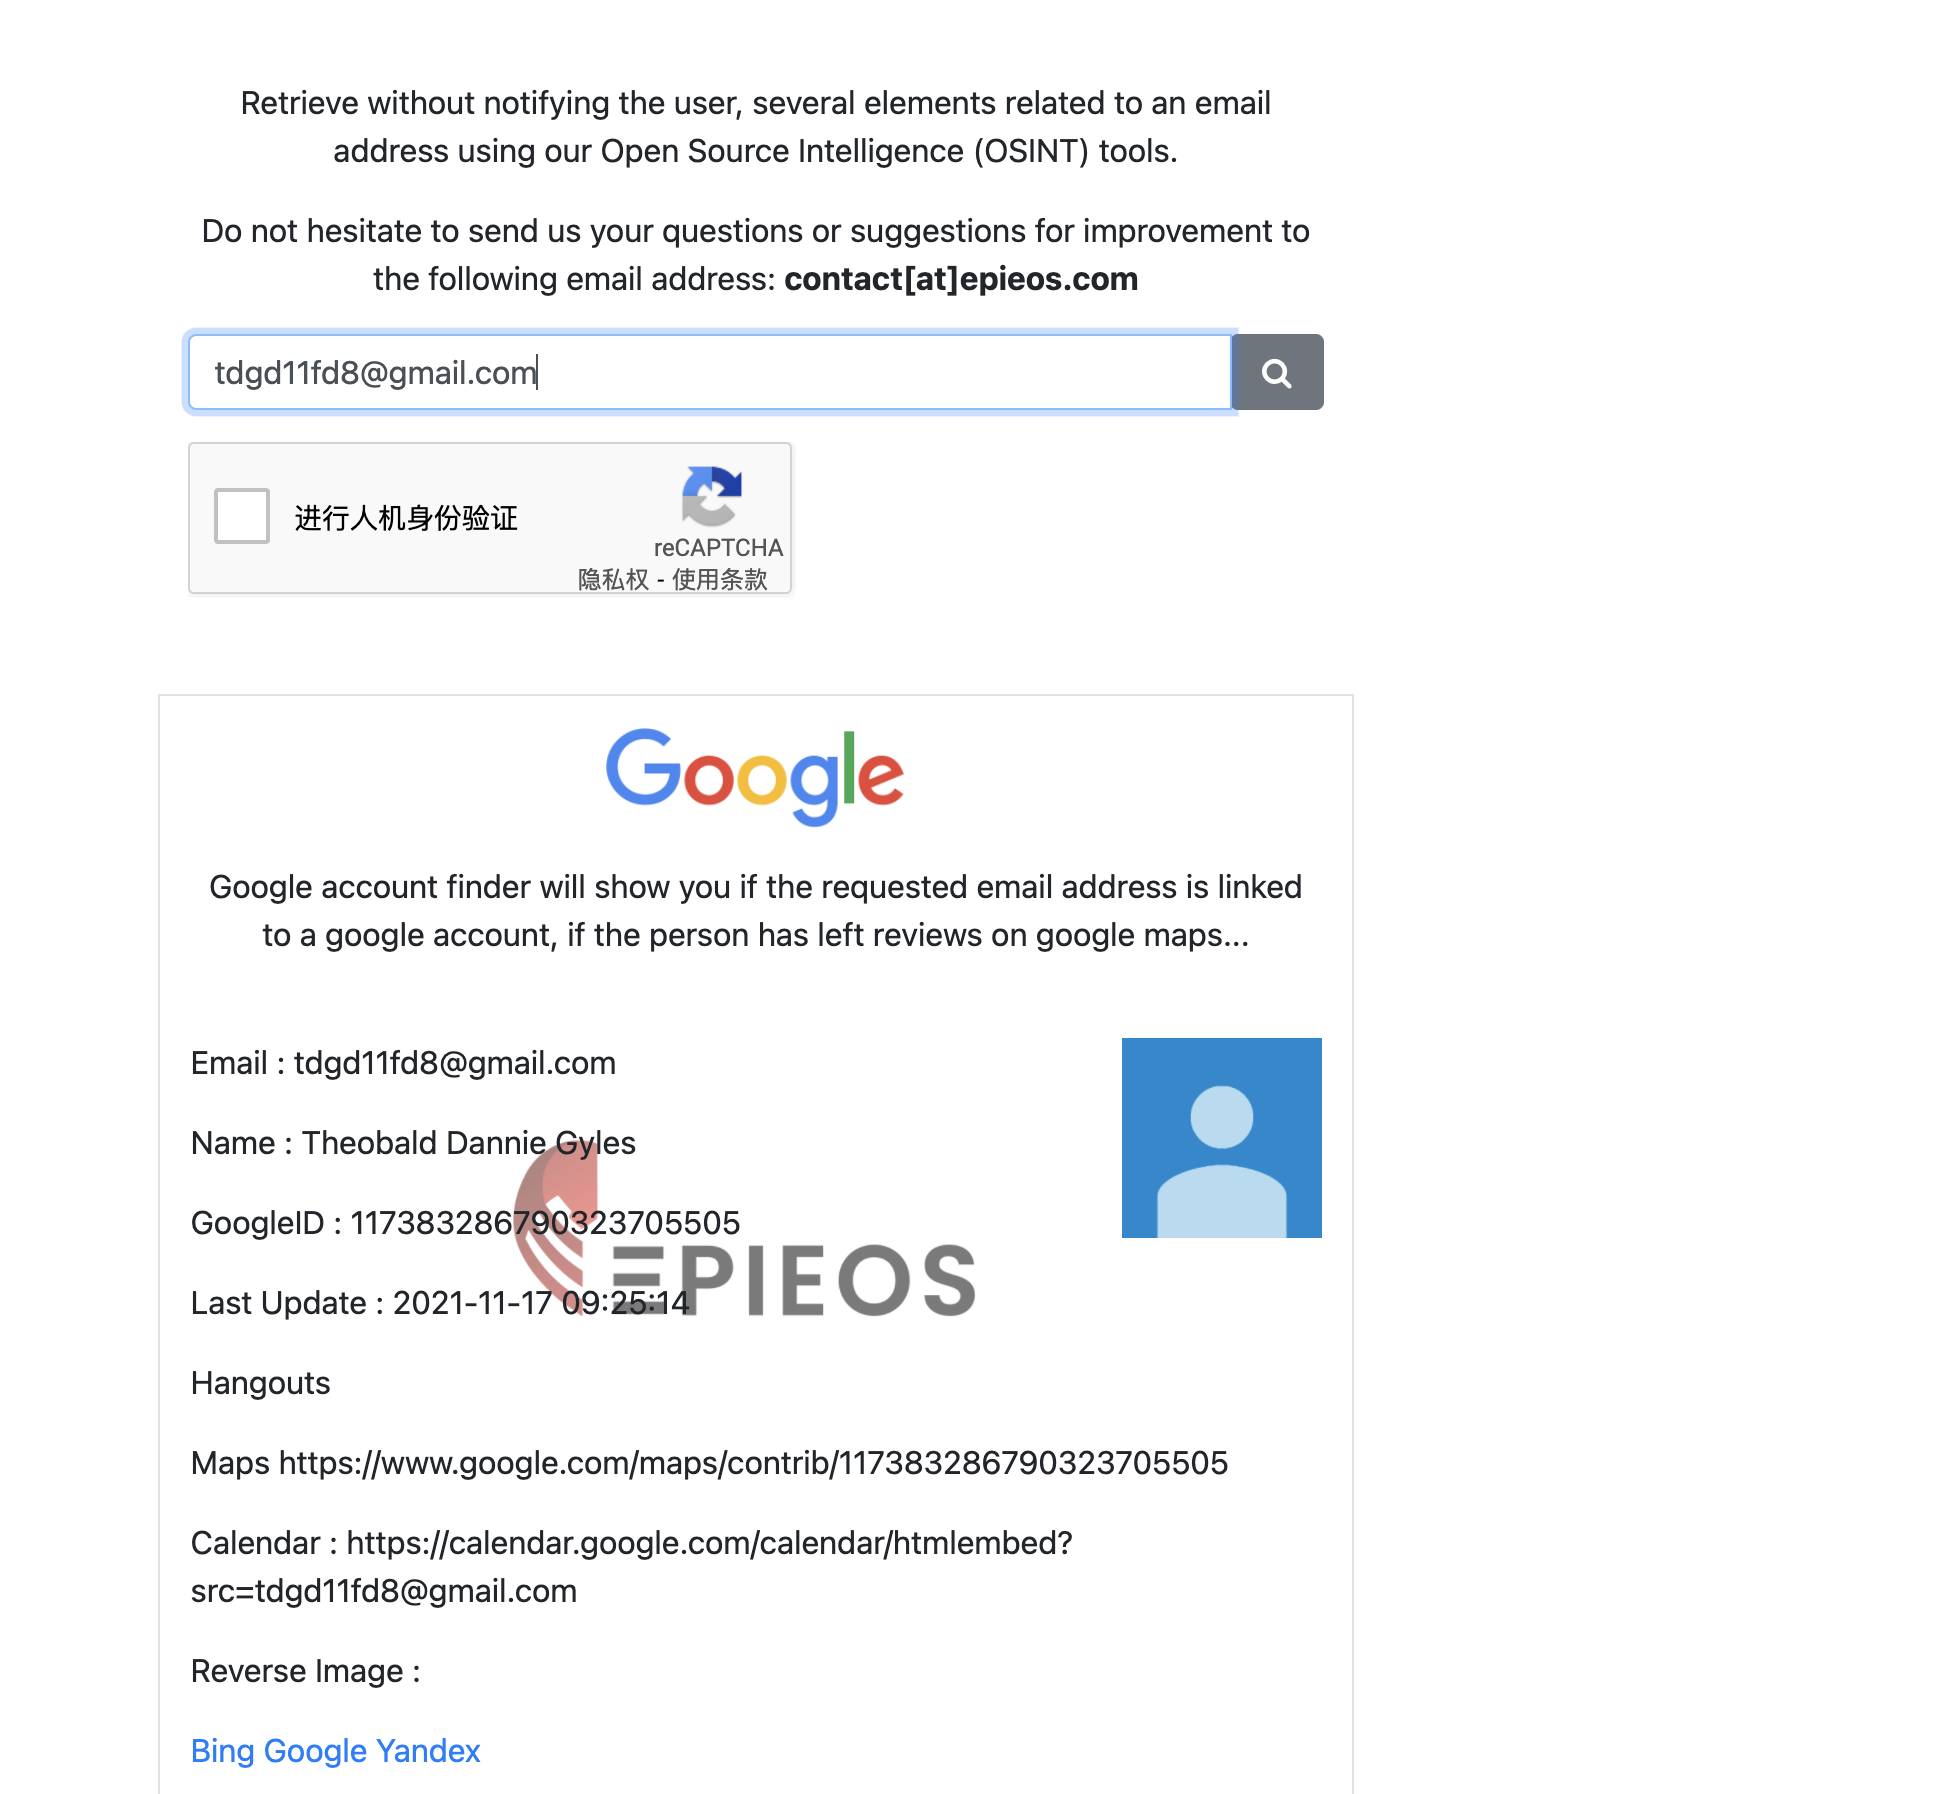 Retrieve without notifying the user, several elements related to an email
address using our Open Source Intelligence (OSINT) tools.
Do not hesitate to send us your questions or suggestions for improvement to
the following email address: contact[at]epieos.com
tdgd11fd8@gmail.com
进行人机身份验证
reCAPTCHA
隐私权 - 使用条款
Google
Google account finder will show you if the requested email address is linked
to a google account, if the person has left reviews on google maps...
Email : tdgd11fd8@gmail.com
Name : Theobald Dannie Gyles
GoogleID : 117383286790323705505
EPIEOS
Last Update : 2021-11-17 09:25:14
Hangouts
Maps https://www.google.com/maps/contrib/117383286790323705505
Calendar : https://calendar.google.com/calendar/htmlembed?
src=tdgd11fd8@gmail.com
Reverse Image :
Bing Google Yandex